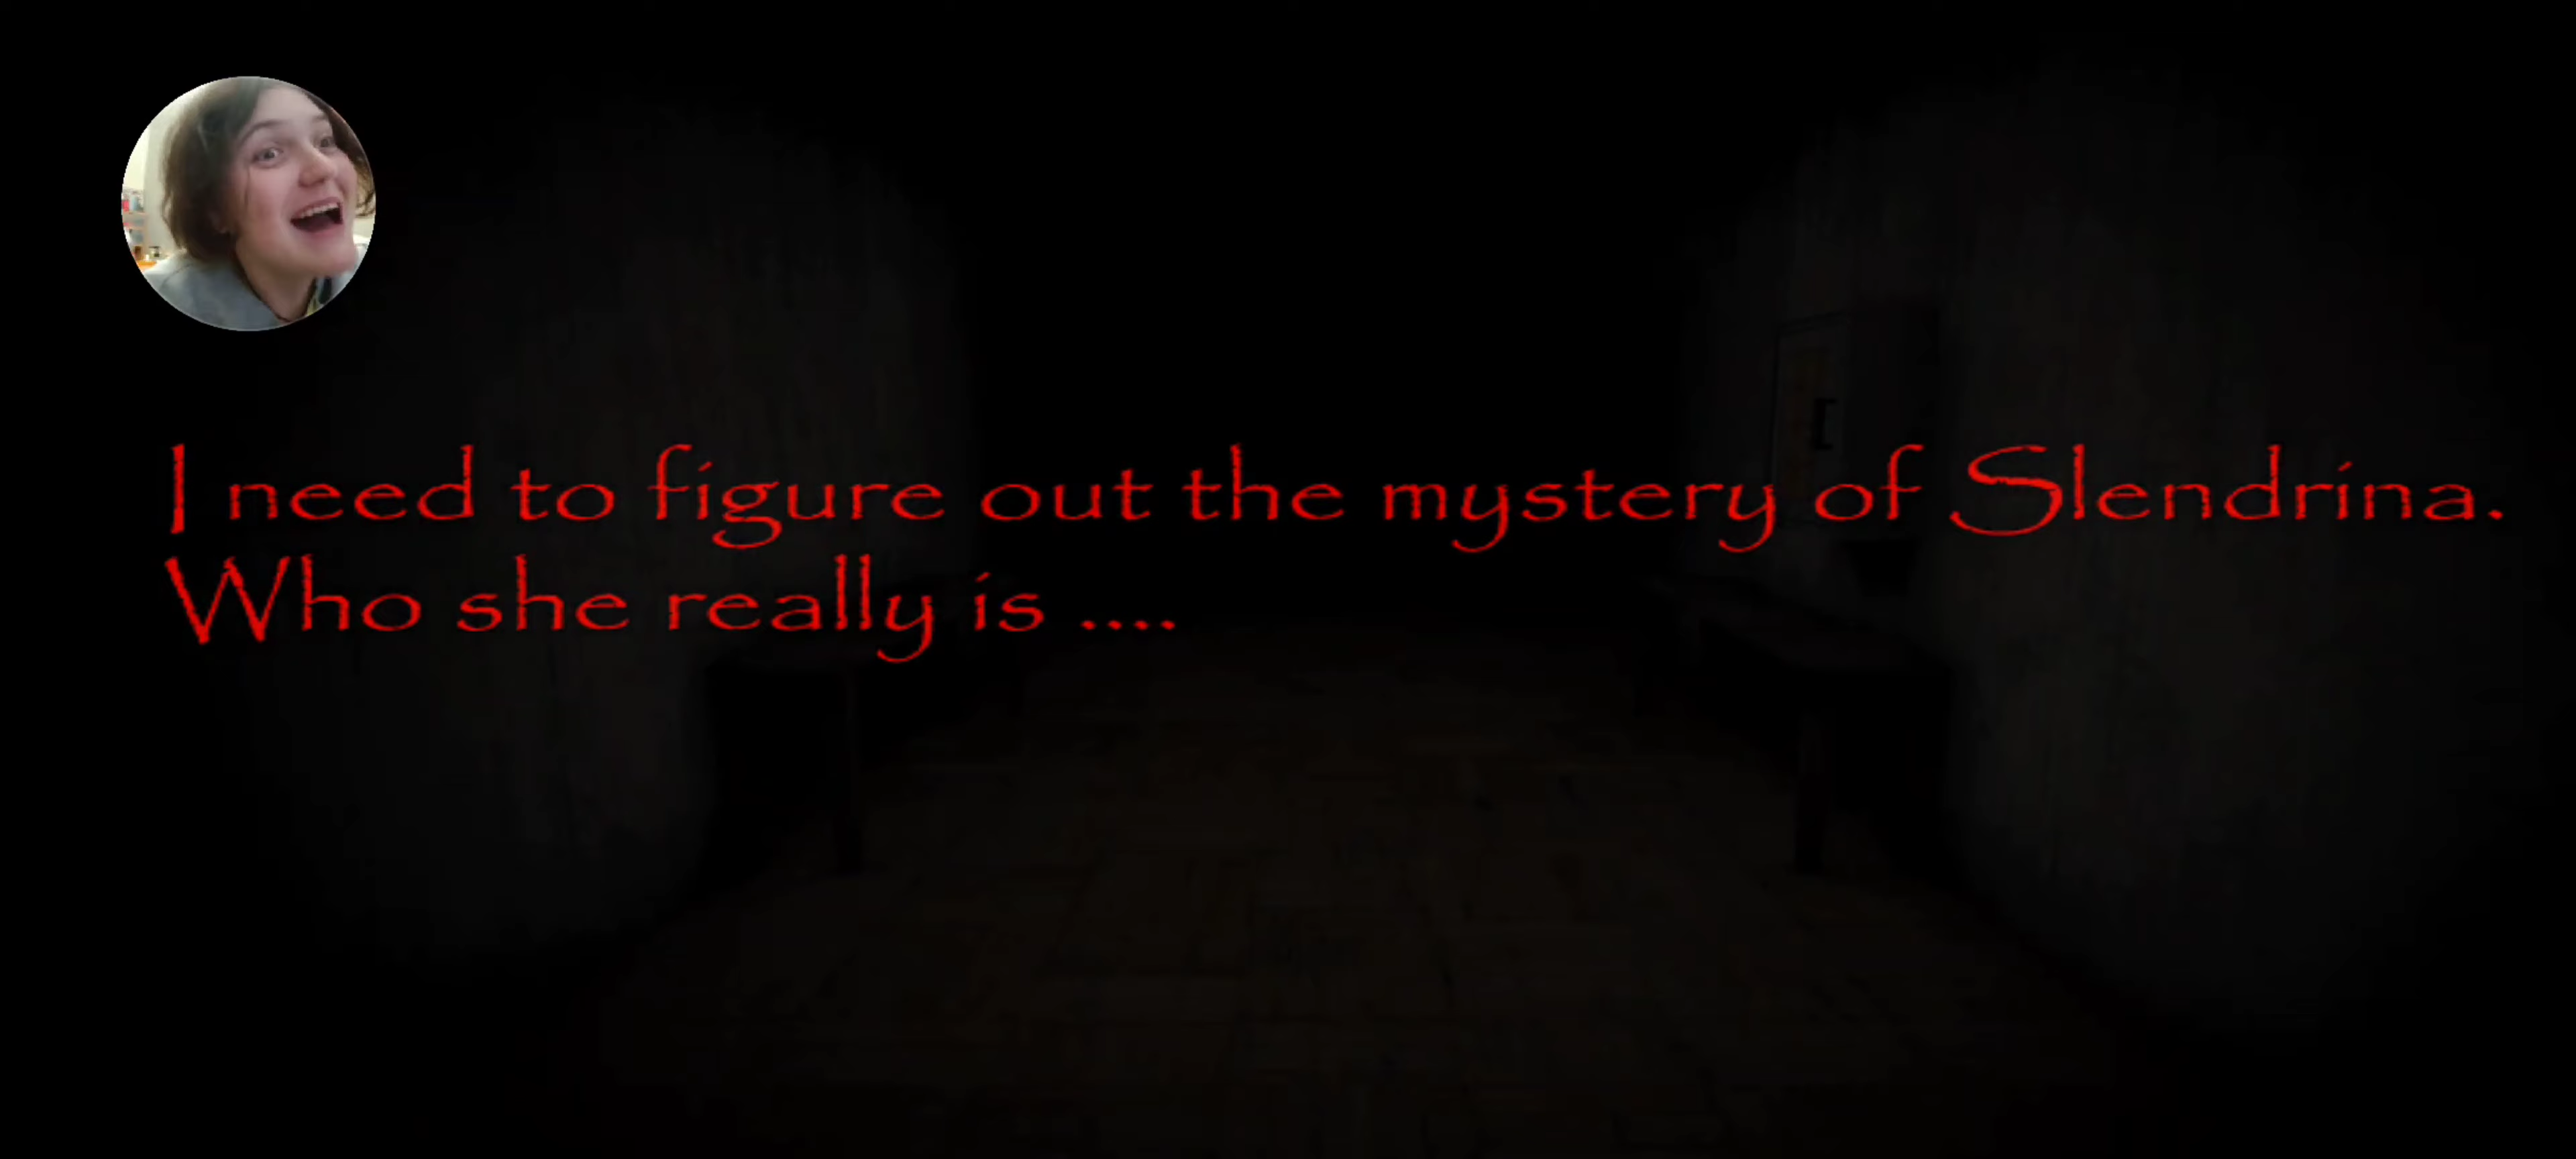 I need to figure out the mystery of Slendrina.
Who she really is ....